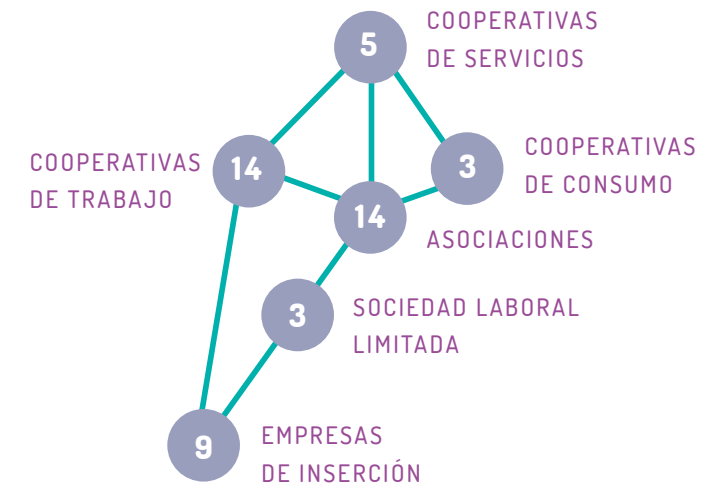 5
COOPERATIVAS
DE SERVICIOS
COOPERATIVAS
DE TRABAJO
14
3
COOPERATIVAS
DE CONSUMO
14
ASOCIACIONES
3
SOCIEDAD LABORAL
LIMITADA
9
EMPRESAS
DE INSERCIÓN